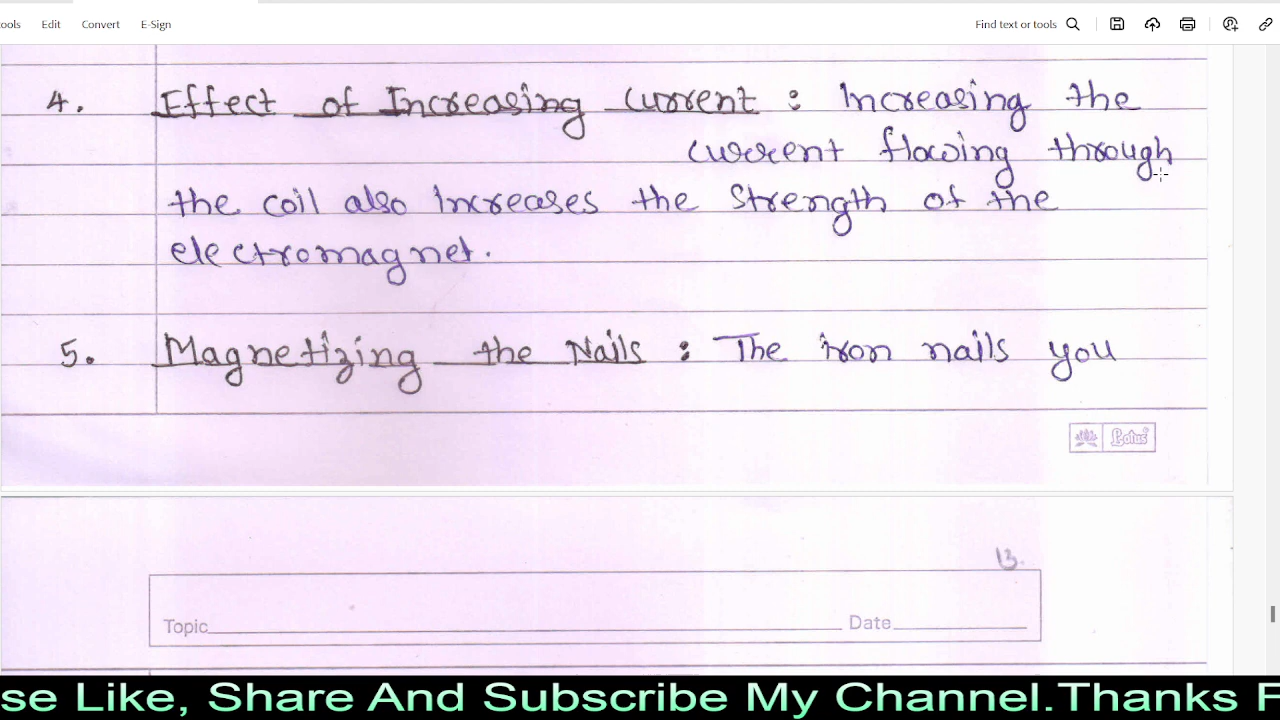 ools Edit Convert E-Sign Find text or tools
4. Effect of Increasing Current : Increasing the
current flowing through
the coil also increases the strength of the
electromagnet.
5. Magnetizing the Nails : The iron nails you
Lotus
13.
Topic Date
se Like, Share And Subscribe My Channel.Thanks F